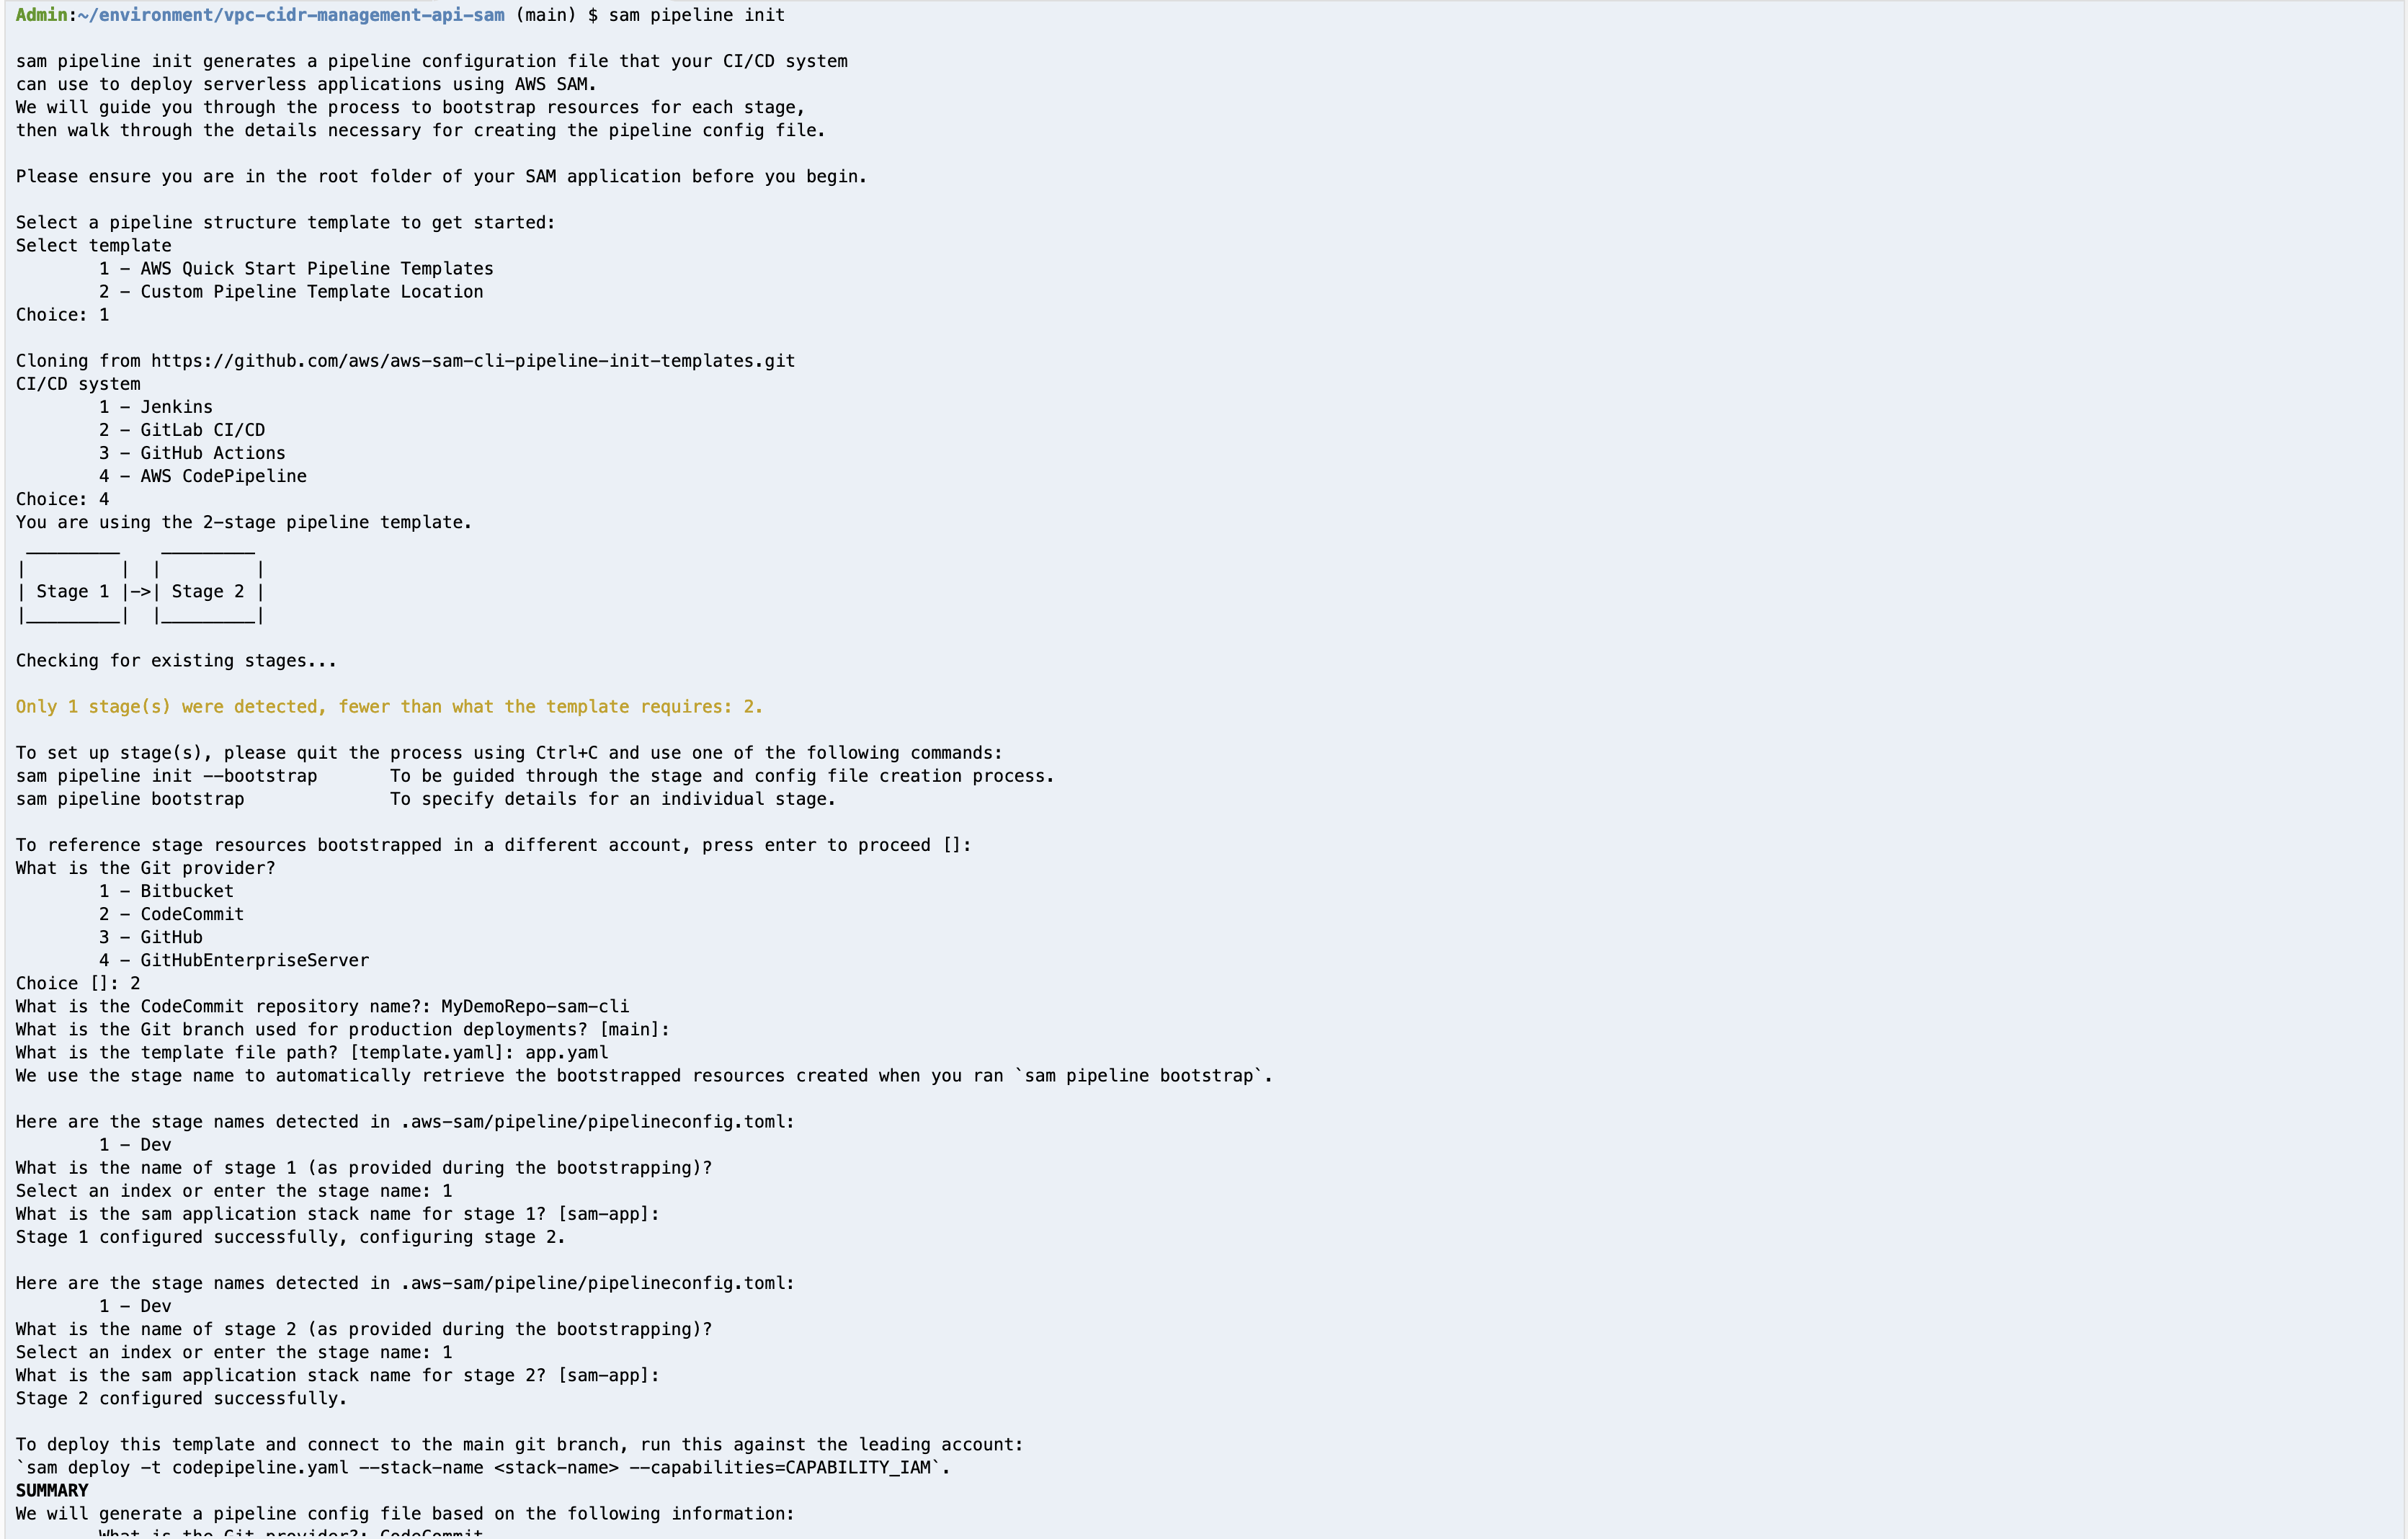 Admin:~/environment/vpc-cidr-management-api-sam (main) $ sam pipeline init
sam pipeline init generates a pipeline configuration file that your CI/CD system
can use to deploy serverless applications using AWS SAM.
We will guide you through the process to bootstrap resources for each stage,
then walk through the details necessary for creating the pipeline config file.
Please ensure you are in the root folder of your SAM application before you begin.
Select a pipeline structure template to get started:
Select template
1 - AWS Quick Start Pipeline Templates
2 - Custom Pipeline Template Location
Choice: 1
Cloning from https://github.com/aws/aws-sam-cli-pipeline-init-templates.git
CI/CD system
1 - Jenkins
2 - GitLab CI/CD
3 - GitHub Actions
4 - AWS CodePipeline
Choice: 4
You are using the 2-stage pipeline template.
| Stage 1 |->| Stage 2 |
Checking for existing stages...
Only 1 stage(s) were detected, fewer than what the template requires: 2.
To set up stage(s), please quit the process using Ctrl+C and use one of the following commands:
sam pipeline init --bootstrap To be guided through the stage and config file creation process.
sam pipeline bootstrap To specify details for an individual stage.
To reference stage resources bootstrapped in a different account, press enter to proceed []:
What is the Git provider?
1 - Bitbucket
2 - CodeCommit
3 - GitHub
4 - GitHubEnterpriseServer
Choice []: 2
What is the CodeCommit repository name?: MyDemoRepo-sam-cli
What is the Git branch used for production deployments? [main]:
What is the template file path? [template.yaml]: app.yaml
We use the stage name to automatically retrieve the bootstrapped resources created when you ran `sam pipeline bootstrap`.
Here are the stage names detected in .aws-sam/pipeline/pipelineconfig.toml:
1 - Dev
What is the name of stage 1 (as provided during the bootstrapping)?
Select an index or enter the stage name: 1
What is the sam application stack name for stage 1? [sam-app]:
Stage 1 configured successfully, configuring stage 2.
Here are the stage names detected in .aws-sam/pipeline/pipelineconfig.toml:
1 - Dev
What is the name of stage 2 (as provided during the bootstrapping)?
Select an index or enter the stage name: 1
What is the sam application stack name for stage 2? [sam-app]:
Stage 2 configured successfully.
To deploy this template and connect to the main git branch, run this against the leading account:
`sam deploy -t codepipeline.yaml --stack-name <stack-name> --capabilities=CAPABILITY_IAM`.
SUMMARY
We will generate a pipeline config file based on the following information:
What is the Git provider?: CodeCommit